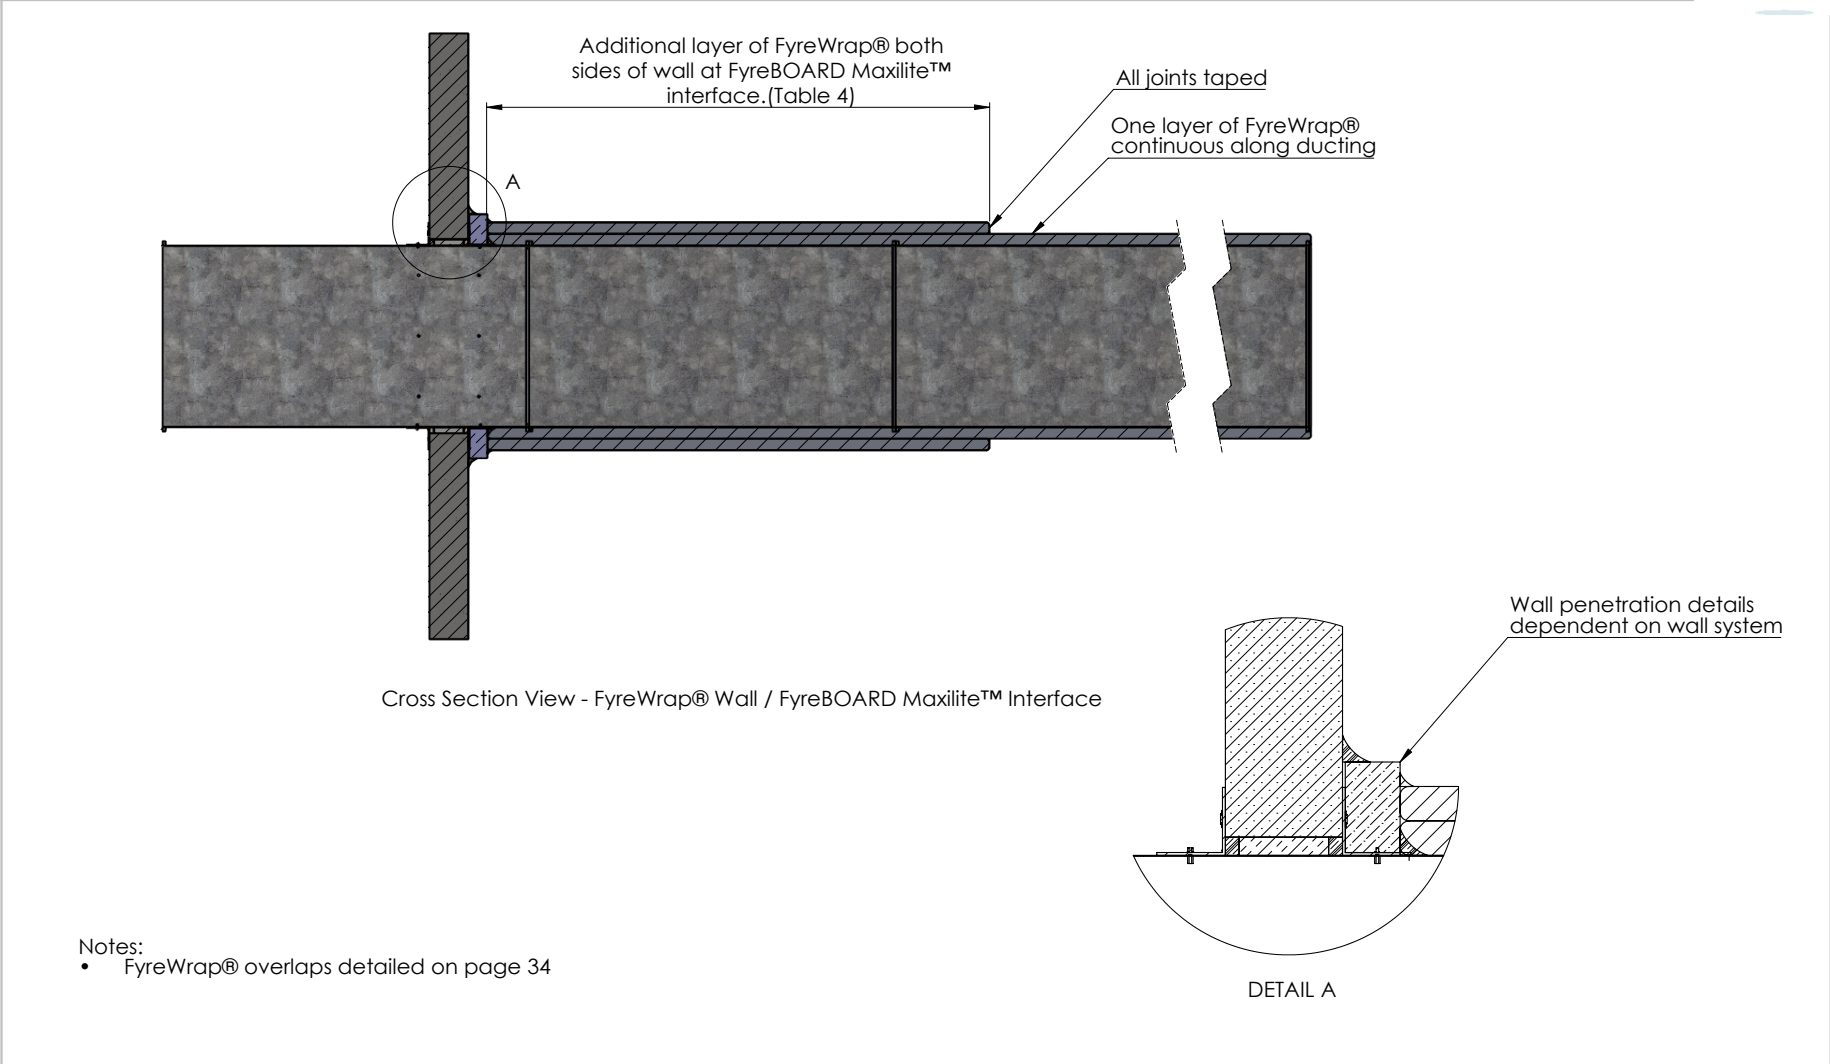 Additional layer of FyreWrap® both
sides of wall at FyreBOARD Maxilite™
interface.(Table 4)
All joints taped
One layer of FyreWrap®
continuous along ducting
A
Wall penetration details
dependent on wall system
Cross Section View - FyreWrap® Wall / FyreBOARD Maxilite™ Interface
Notes:
• FyreWrap® overlaps detailed on page 34
DETAIL A